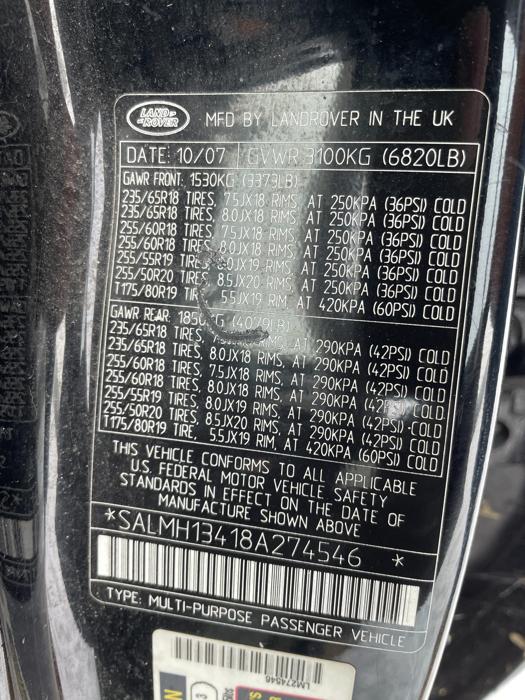 LAND-ROVER
MFD BY LANDROVER IN THE UK
DATE: 10/07 GVWR 3100KG (6820LB)
GAWR FRONT: 1530KG (3373LB)
235/65R18 TIRES, 7.5JX18 RIMS, AT 250KPA (36PSI) COLD
235/65R18 TIRES, 8.0JX18 RIMS, AT 250KPA (36PSI) COLD
255/60R18 TIRES, 7.5JX18 RIMS, AT 250KPA (36PSI) COLD
255/60R18 TIRES, 8.0JX18 RIMS, AT 250KPA (36PSI) COLD
255/55R19 TIRES, 8.0JX19 RIMS, AT 250KPA (36PSI) COLD
255/50R20 TIRES, 8.5JX20 RIMS, AT 250KPA (36PSI) COLD
T175/80R19 TIRE, 5.5JX19 RIM, AT 420KPA (60PSI) COLD
GAWR REAR: 1850KG (4079LB)
235/65R18 TIRES, RIMS, AT 290KPA (42PSI) COLD
235/65R18 TIRES, 8.0JX18 RIMS, AT 290KPA (42PSI) COLD
255/60R18 TIRES, 7.5JX18 RIMS, AT 290KPA (42PSI) COLD
255/60R18 TIRES, 8.0JX18 RIMS, AT 290KPA (42PSI) COLD
255/55R19 TIRES, 8.0JX19 RIMS, AT 290KPA (42PSI) COLD
255/50R20 TIRES, 8.5JX20 RIMS, AT 290KPA (42PSI) COLD
T175/80R19 TIRE, 5.5JX19 RIM, AT 420KPA (60PSI) COLD
THIS VEHICLE CONFORMS TO ALL APPLICABLE
U.S. FEDERAL MOTOR VEHICLE SAFETY
STANDARDS IN EFFECT ON THE DATE OF
MANUFACTURE SHOWN ABOVE
*SALMH13418A274546 *
TYPE: MULTI-PURPOSE PASSENGER VEHICLE
LM274546